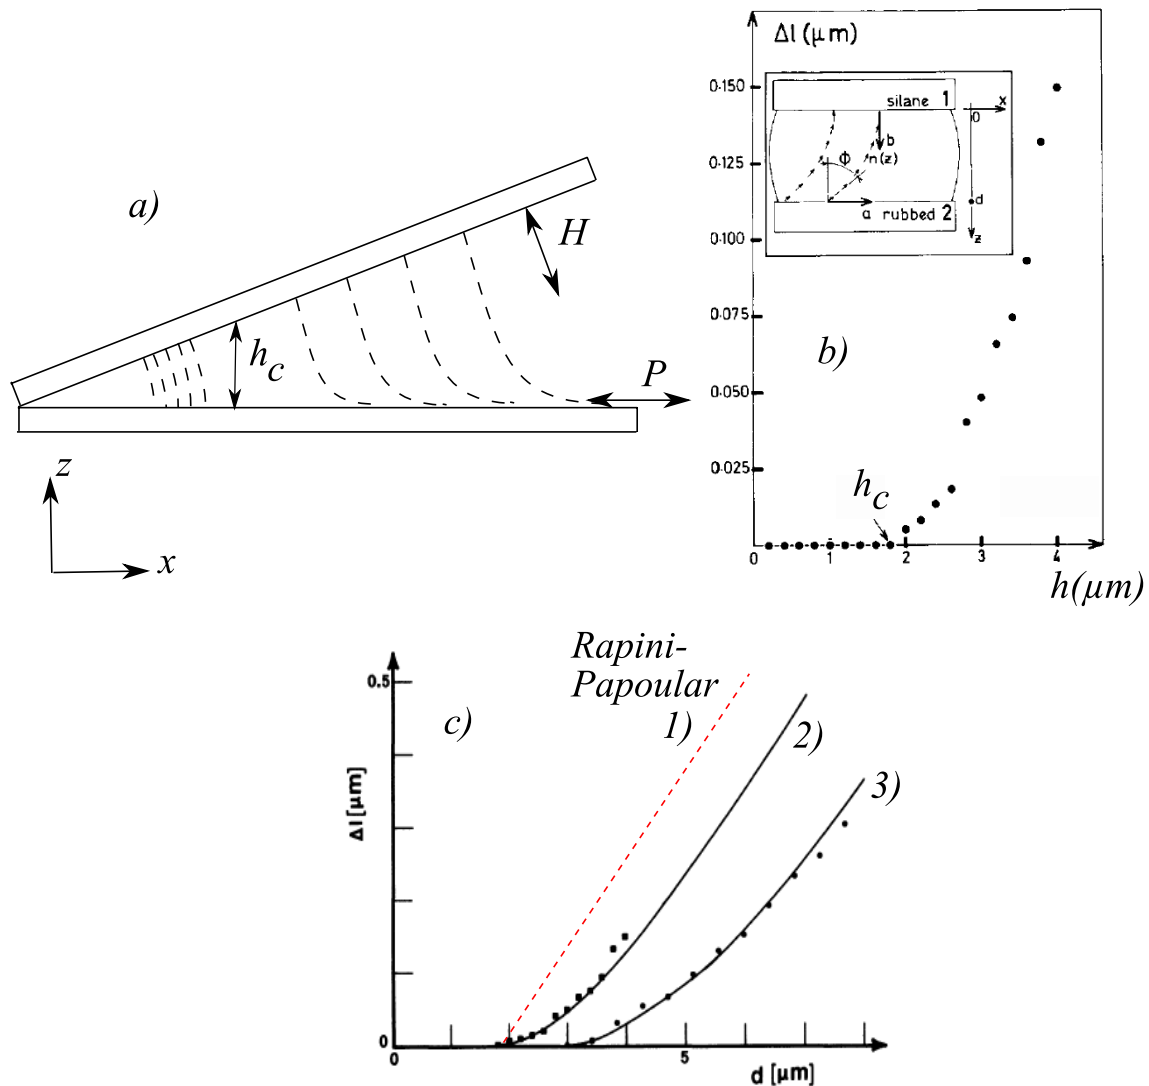 a)
H
h_c
P
z
x
Δl (μm)
0.150
0.125
0.100
0.075
0.050
0.025
silane 1
x
0
b
ϕ
n(z)
d
a rubbed 2
z
b)
h_c
0
1
2
3
4
h(μm)
Rapini-
Papoular
c)
1)
2)
3)
0.5
Δl [μm]
0
0
5
d [μm]